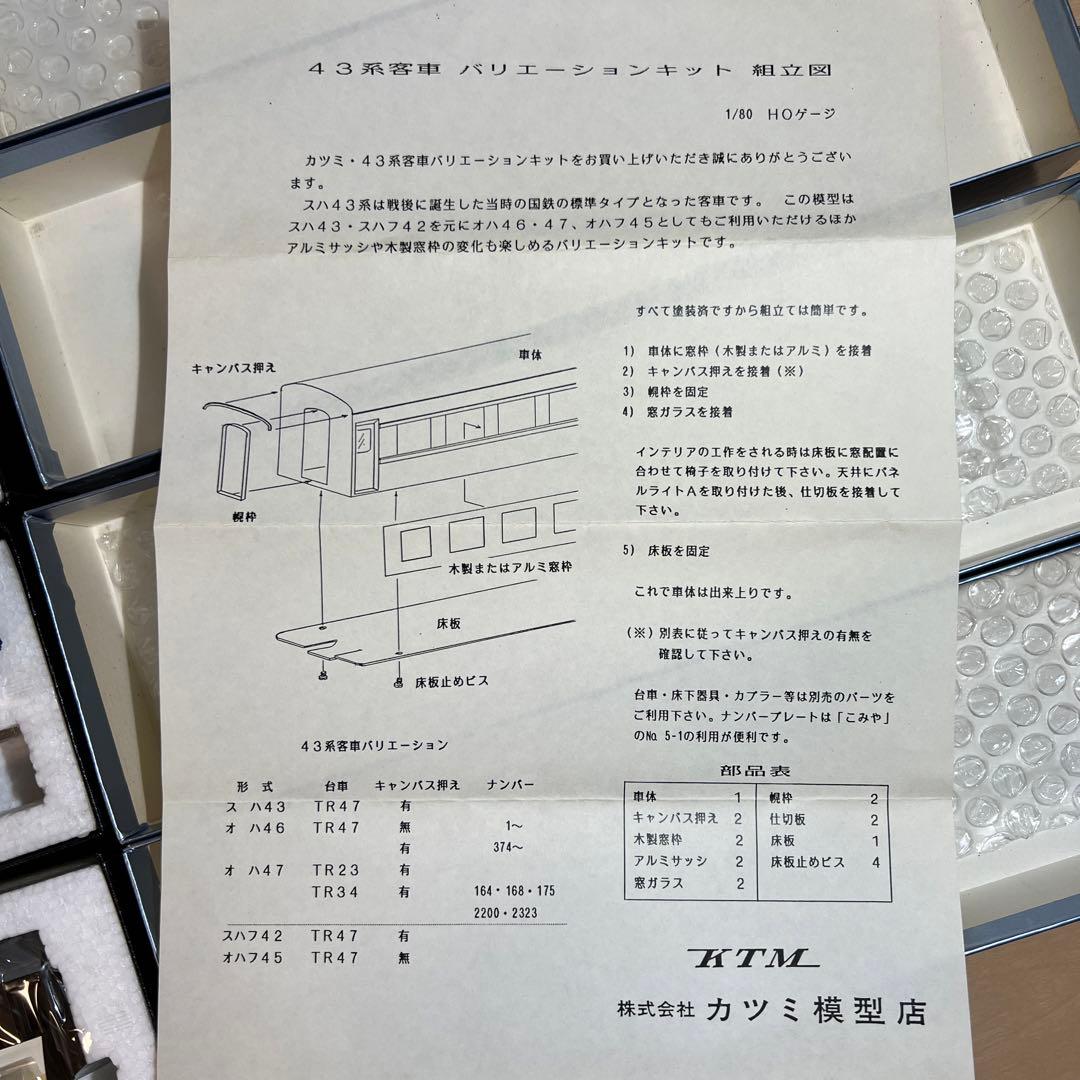 43系客車 バリエーションキット 組立図
1/80 HOゲージ
カツミ・43系客車バリエーションキットをお買い上げいただき誠にありがとうござい
ます。
スハ43系は戦後に誕生した当時の国鉄の標準タイプとなった客車です。 この模型は
スハ43・スハフ42を元にオハ46・47、オハフ45としてもご利用いただけるほか
アルミサッシや木製窓枠の変化も楽しめるバリエーションキットです。
キャンバス押え
車体
幌枠
木製またはアルミ窓枠
床板
床板止めビス
すべて塗装済ですから組立ては簡単です。
1) 車体に窓枠(木製またはアルミ)を接着
2) キャンバス押えを接着(※)
3) 幌枠を固定
4) 窓ガラスを接着
インテリアの工作をされる時は床板に窓配置に
合わせて椅子を取り付けて下さい。天井にパネ
ルライトAを取り付けた後、仕切板を接着して
下さい。
5) 床板を固定
これで車体は出来上りです。
(※)別表に従ってキャンバス押えの有無を
確認して下さい。
台車・床下器具・カプラー等は別売のパーツを
ご利用下さい。ナンバープレートは「こみや」
の№ 5-1の利用が便利です。
43系客車バリエーション
形 式 台車 キャンバス押え ナンバー
ス ハ43 TR47 有
オ ハ46 TR47 無 1〜
有 374〜
オ ハ47 TR23 有
TR34 有 164・168・175
2200・2323
スハフ42 TR47 有
オハフ45 TR47 無
部品表
車体 1 幌枠 2
キャンバス押え 2 仕切板 2
木製窓枠 2 床板 1
アルミサッシ 2 床板止めビス 4
窓ガラス 2
KTM
株式会社 カツミ模型店